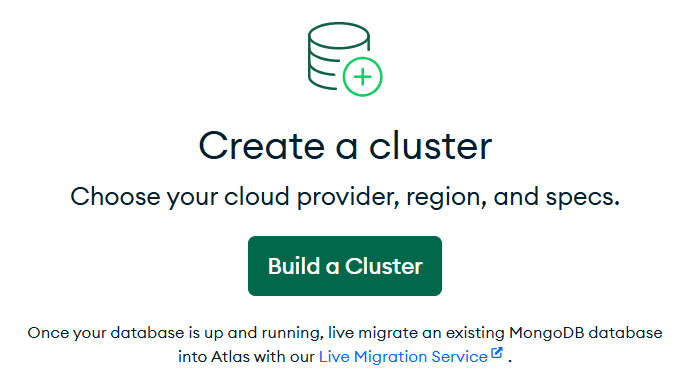 Create a cluster
Choose your cloud provider, region, and specs.
Build a Cluster
Once your database is up and running, live migrate an existing MongoDB database
into Atlas with our Live Migration Service .